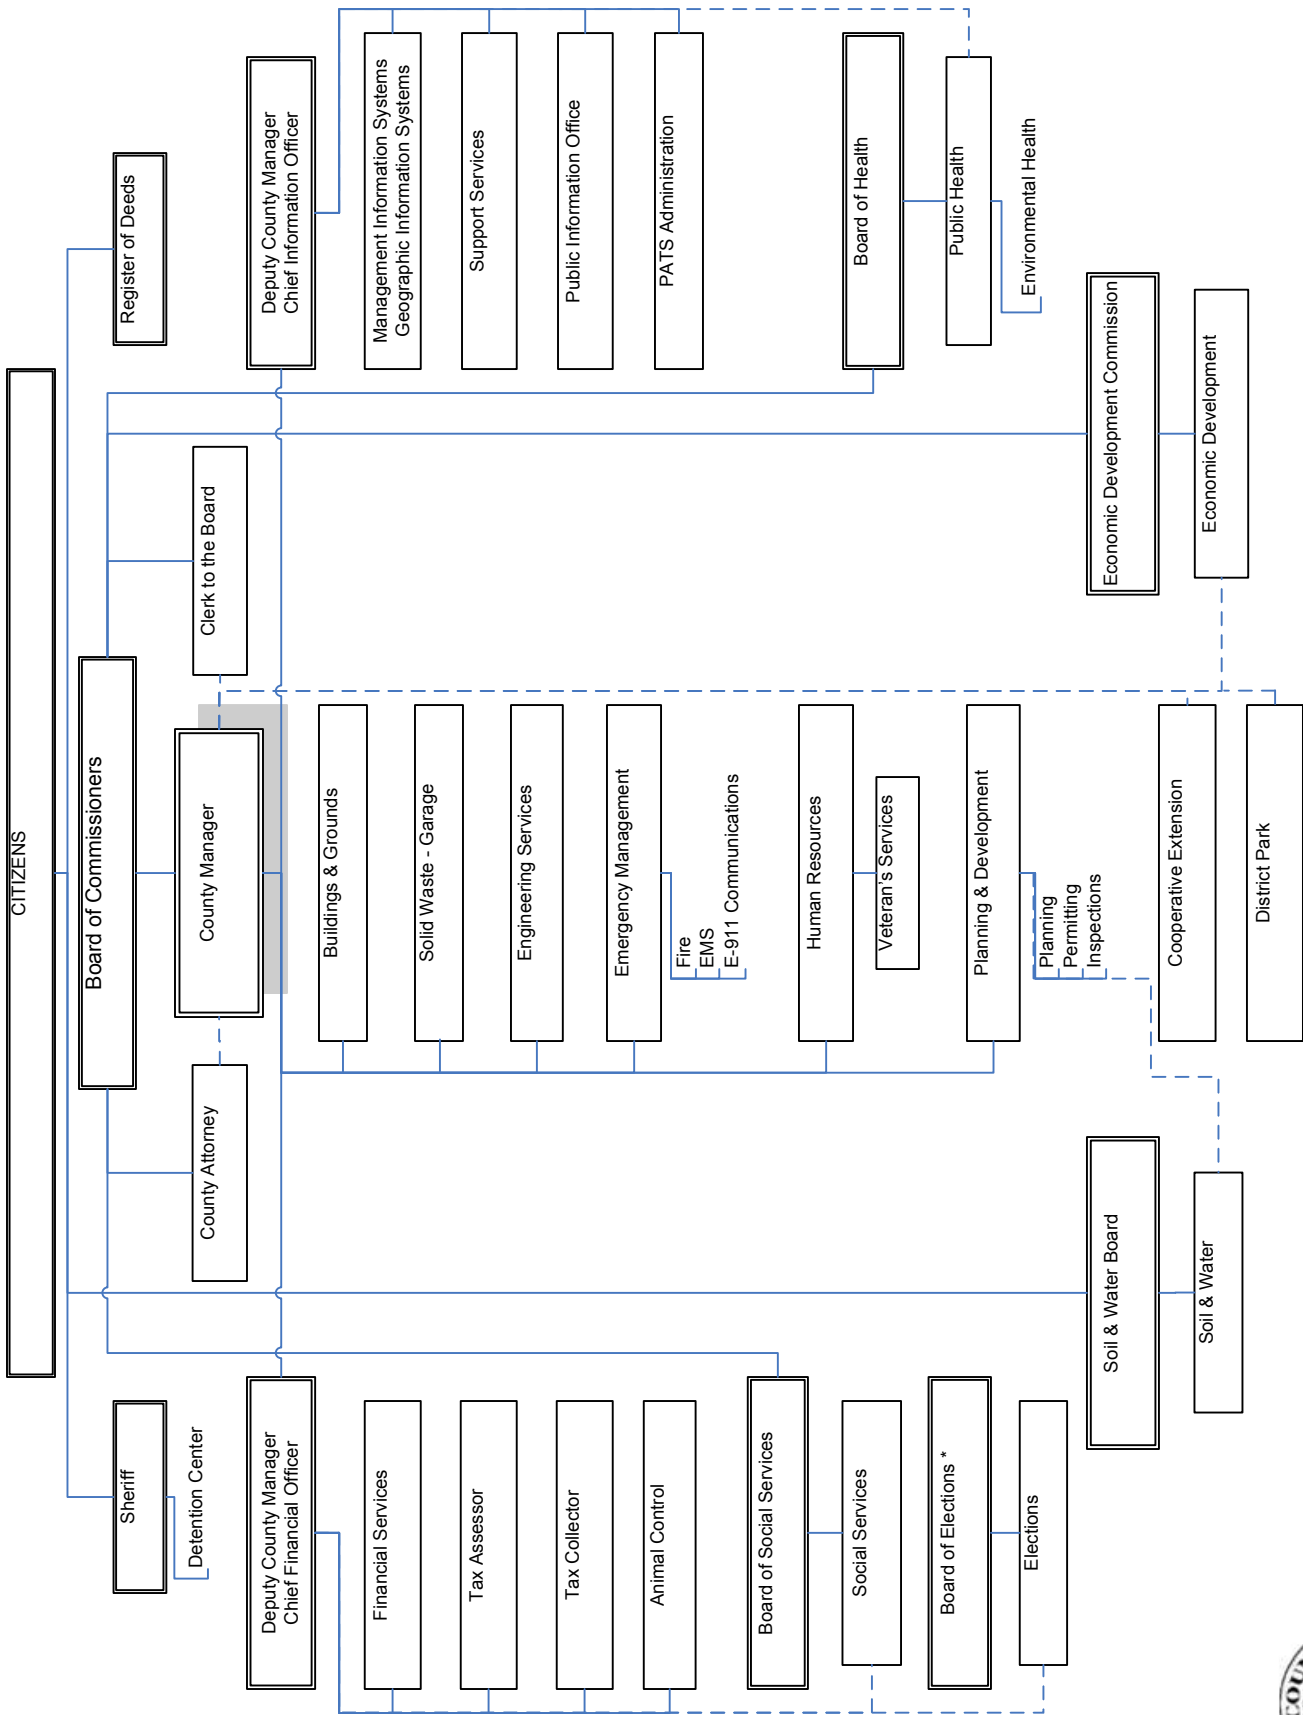 CITIZENS
Sheriff
Detention Center
Board of Commissioners
Register of Deeds
County Attorney
County Manager
Clerk to the Board
Deputy County Manager
Chief Financial Officer
Financial Services
Tax Assessor
Tax Collector
Animal Control
Board of Social Services
Social Services
Board of Elections *
Elections
Buildings & Grounds
Solid Waste - Garage
Engineering Services
Emergency Management
Fire
EMS
E-911 Communications
Human Resources
Veteran's Services
Planning & Development
Planning
Permitting
Inspections
Cooperative Extension
District Park
Soil & Water Board
Soil & Water
Deputy County Manager
Chief Information Officer
Management Information Systems
Geographic Information Systems
Support Services
Public Information Office
PATS Administration
Board of Health
Public Health
Environmental Health
Economic Development Commission
Economic Development